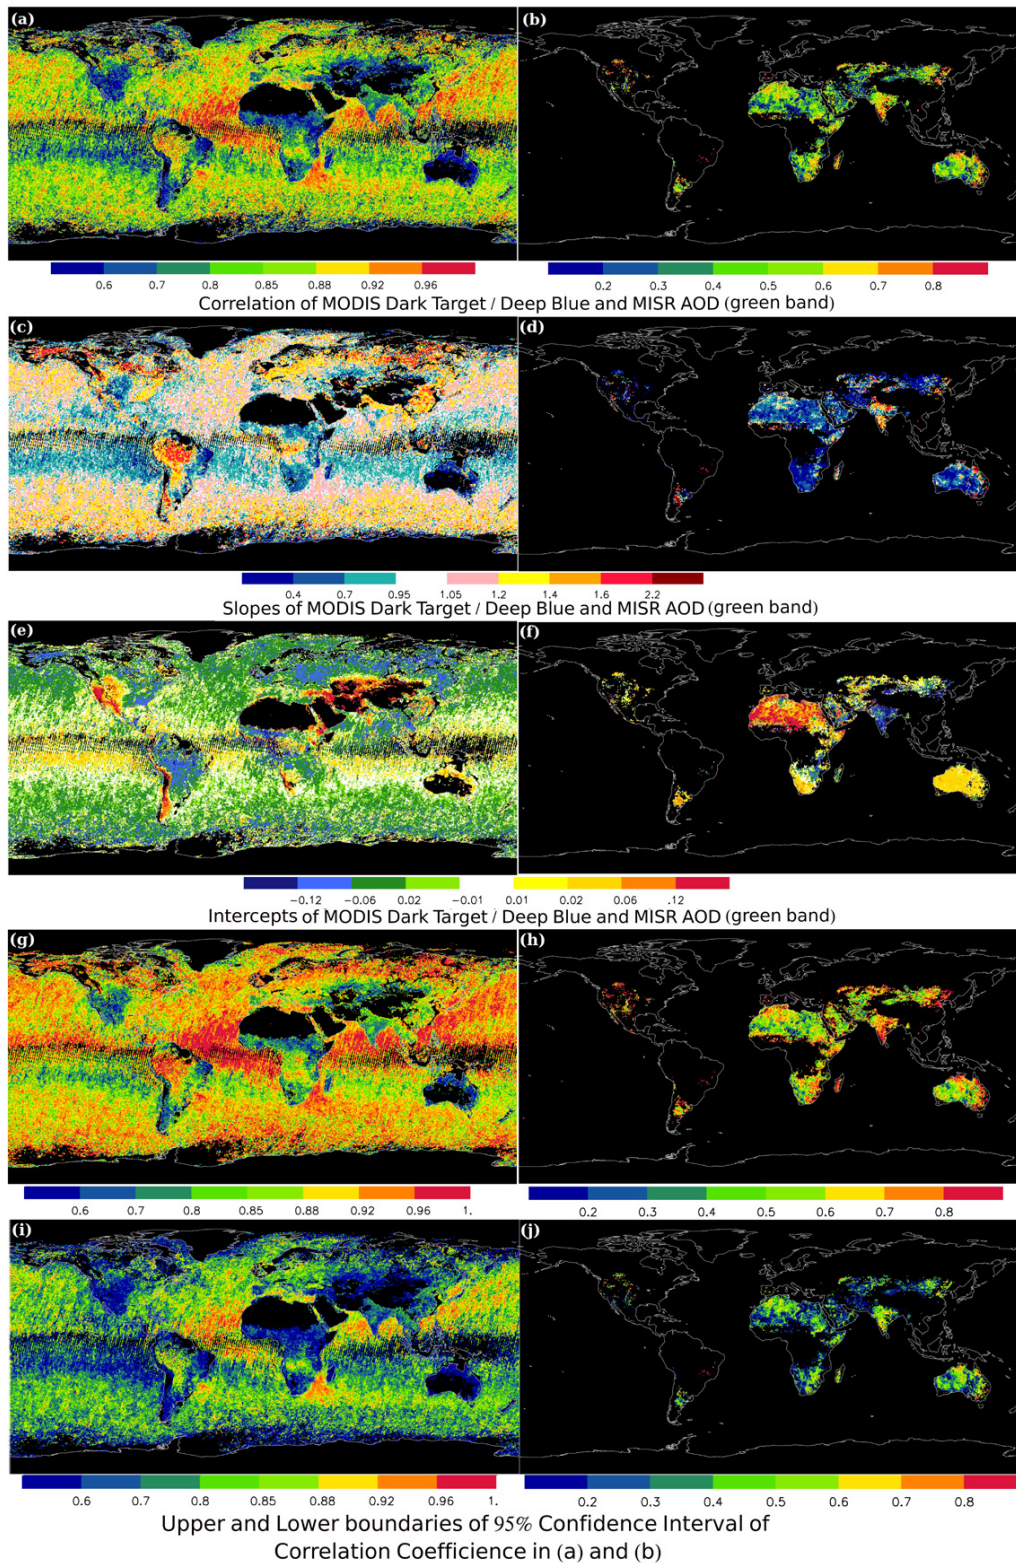 (a) (b)
0.6 0.7 0.8 0.85 0.88 0.92 0.96 0.2 0.3 0.4 0.5 0.6 0.7 0.8
Correlation of MODIS Dark Target / Deep Blue and MISR AOD (green band)
(c) (d)
0.4 0.7 0.95 1.05 1.2 1.4 1.6 2.2
Slopes of MODIS Dark Target / Deep Blue and MISR AOD (green band)
(e) (f)
-0.12 -0.06 0.02 -0.01 0.01 0.02 0.06 .12
Intercepts of MODIS Dark Target / Deep Blue and MISR AOD (green band)
(g) (h)
0.6 0.7 0.8 0.85 0.88 0.92 0.96 1. 0.2 0.3 0.4 0.5 0.6 0.7 0.8
(i) (j)
0.6 0.7 0.8 0.85 0.88 0.92 0.96 1. 0.2 0.3 0.4 0.5 0.6 0.7 0.8
Upper and Lower boundaries of 95% Confidence Interval of
Correlation Coefficience in (a) and (b)